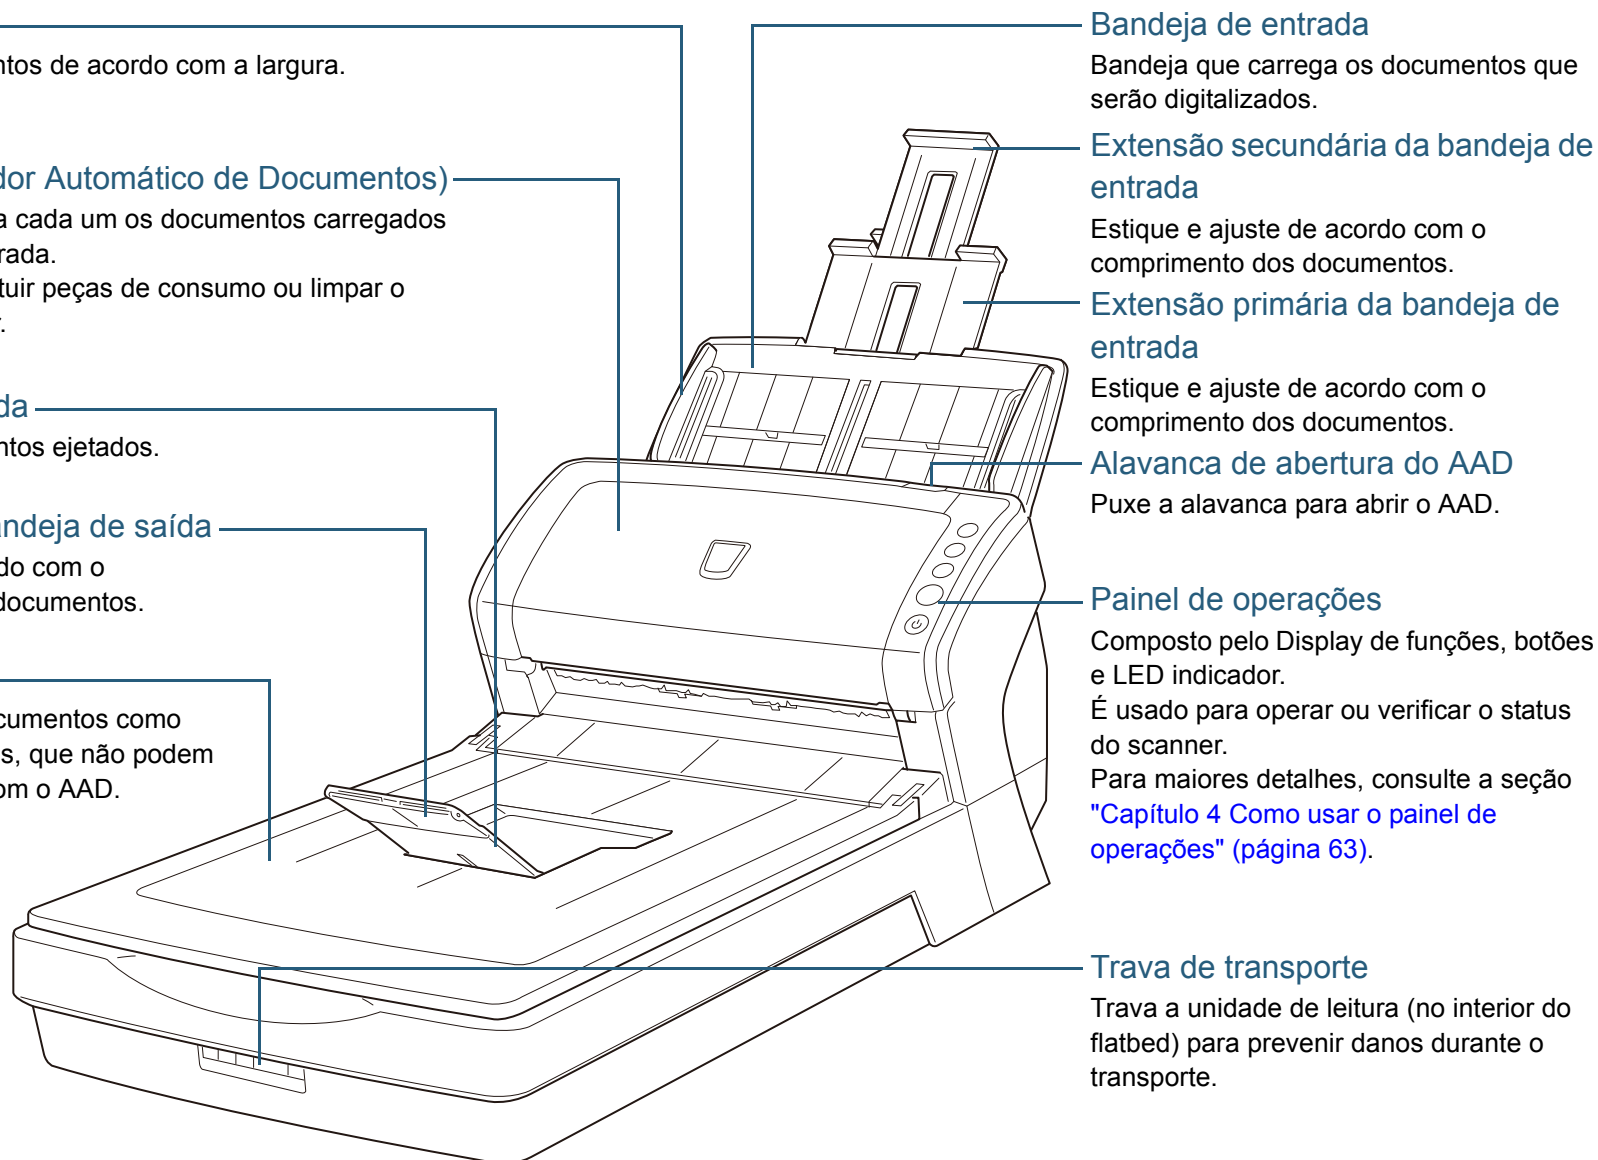 ntos de acordo com a largura.
dor Automático de Documentos)
a cada um os documentos carregados
rada.
tuir peças de consumo ou limpar o
r.
da
ntos ejetados.
andeja de saída
do com o
documentos.
cumentos como
s, que não podem
om o AAD.
Bandeja de entrada
Bandeja que carrega os documentos que
serão digitalizados.
Extensão secundária da bandeja de
entrada
Estique e ajuste de acordo com o
comprimento dos documentos.
Extensão primária da bandeja de
entrada
Estique e ajuste de acordo com o
comprimento dos documentos.
Alavanca de abertura do AAD
Puxe a alavanca para abrir o AAD.
Painel de operações
Composto pelo Display de funções, botões
e LED indicador.
É usado para operar ou verificar o status
do scanner.
Para maiores detalhes, consulte a seção
"Capítulo 4 Como usar o painel de
operações" (página 63).
Trava de transporte
Trava a unidade de leitura (no interior do
flatbed) para prevenir danos durante o
transporte.